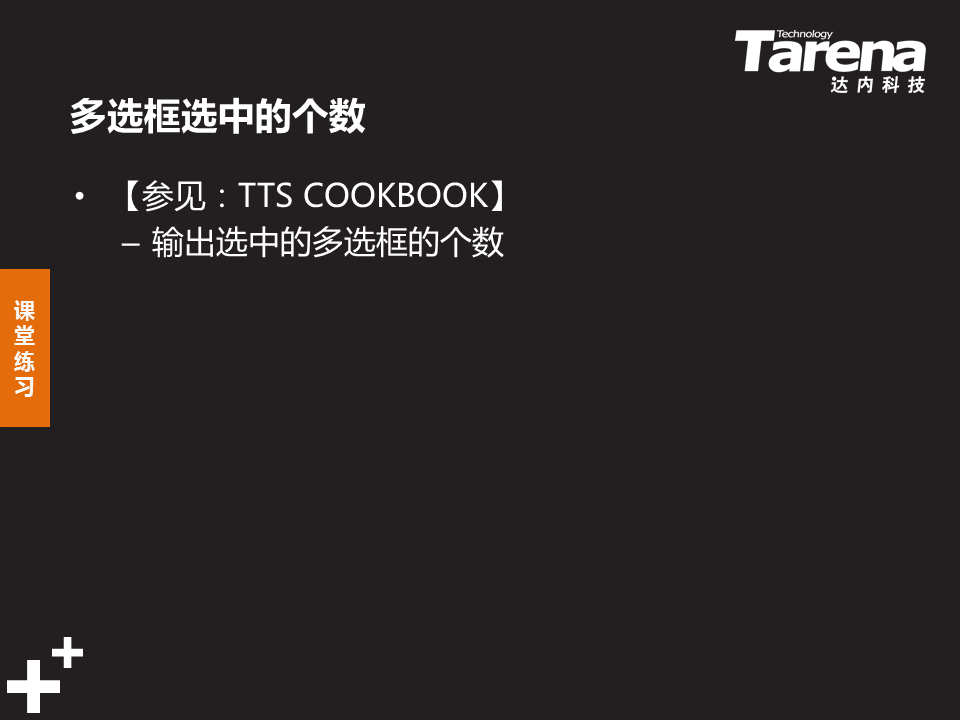 Technology
Tarena
达内科技
多选框选中的个数
• 【参见：TTS COOKBOOK】
– 输出选中的多选框的个数
课
堂
练
习